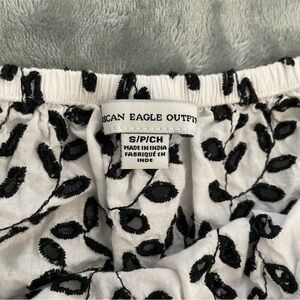 RICAN EAGLE OUTFI
S/P/CH
MADE IN INDIA
FABRIQUÉ EN
INDE